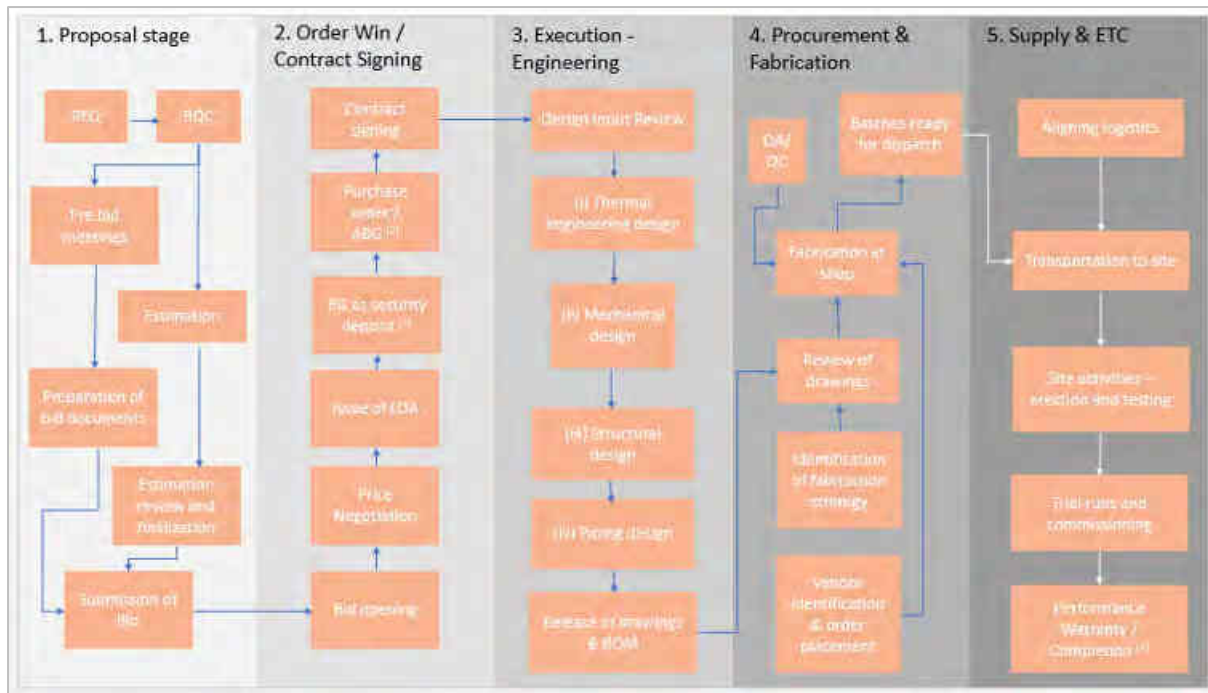 1. Proposal stage
RFQ
BQC
Pre-bid
meetings
Estimation
Preparation of
bid documents
Estimation
review and
finalization
Submission of
Bid
2. Order Win /
Contract Signing
Contract
signing
Purchase
order /
ABG
BG as security
deposit
Issue of LOA
Price
Negotiation
Bid opening
3. Execution -
Engineering
Design Input Review
(i) Thermal
engineering design
(ii) Mechanical
design
(iii) Structural
design
(iv) Piping design
Release of drawings
& BOM
4. Procurement &
Fabrication
QA/
QC
Batches ready
for dispatch
Fabrication at
shop
Review of
drawings
Identification
of fabrication
strategy
Vendor
identification
& order
placement
5. Supply & ETC
Aligning logistics
Transportation to site
Site activities –
erection and testing
Trial runs and
commissioning
Performance
Warranty /
Completion